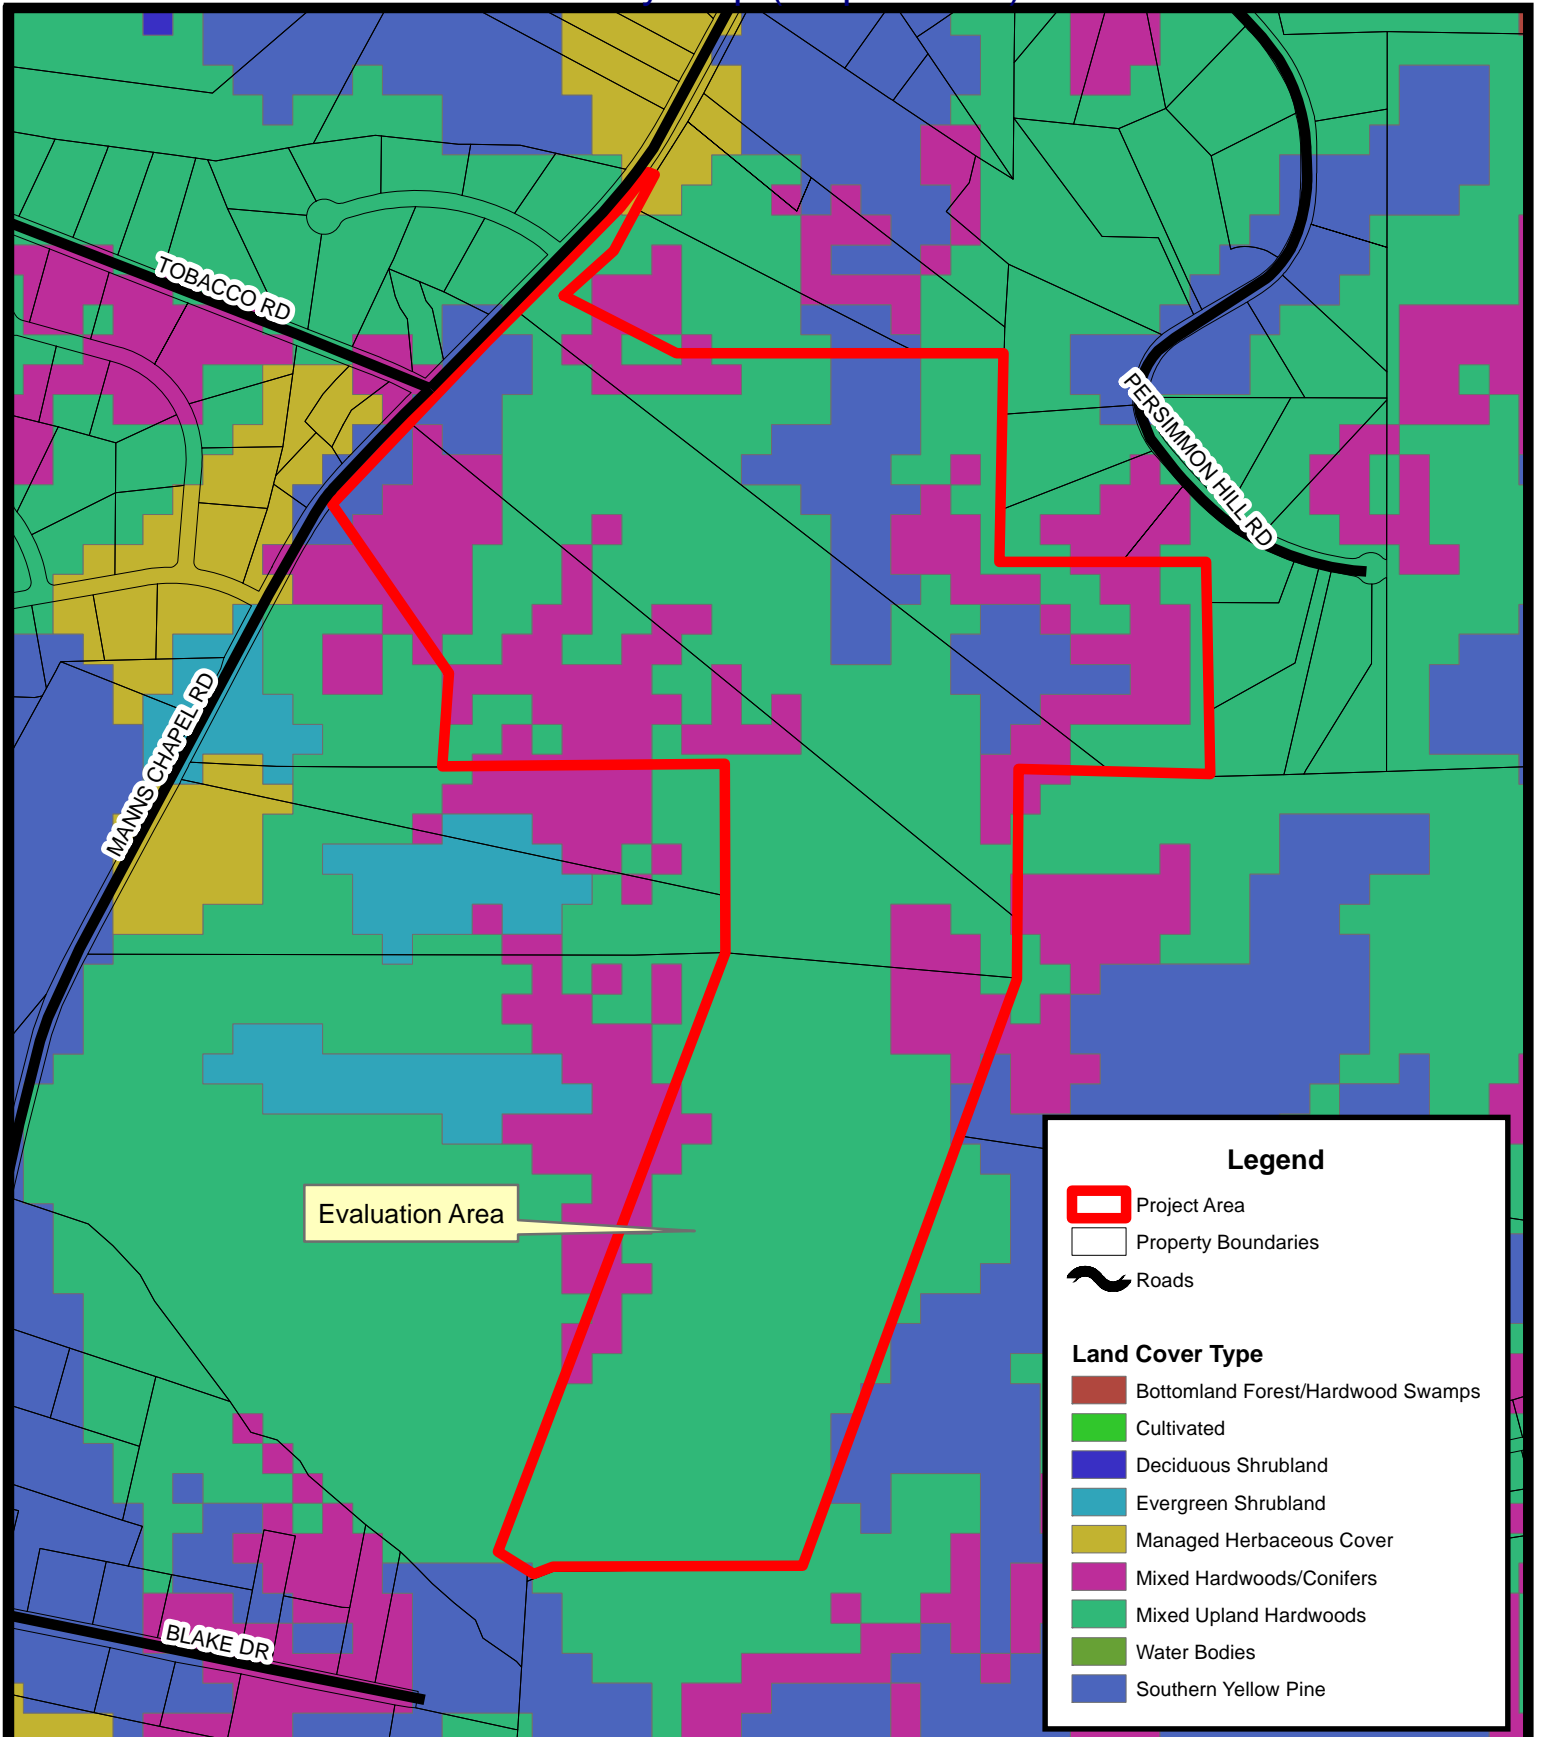 TOBACCO RD
PERSIMMON HILL RD
MANNS CHAPEL RD
Evaluation Area
BLAKE DR
Legend
Project Area
Property Boundaries
Roads
Land Cover Type
Bottomland Forest/Hardwood Swamps
Cultivated
Deciduous Shrubland
Evergreen Shrubland
Managed Herbaceous Cover
Mixed Hardwoods/Conifers
Mixed Upland Hardwoods
Water Bodies
Southern Yellow Pine